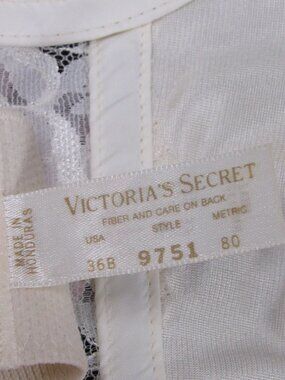 MADE IN
HONDURAS
VICTORIA'S SECRET
FIBER AND CARE ON BACK
USA STYLE METRIC
36B 9751 80